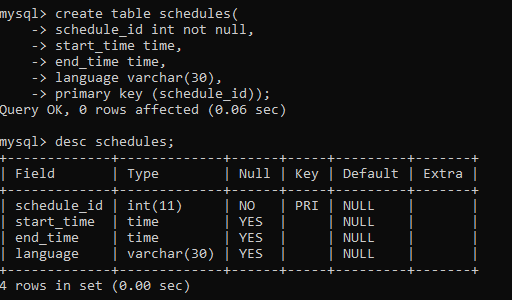 mysql> create table schedules(
    -> schedule_id int not null,
    -> start_time time,
    -> end_time time,
    -> language varchar(30),
    -> primary key (schedule_id));
Query OK, 0 rows affected (0.06 sec)

mysql> desc schedules;
+-------------+-------------+------+-----+---------+-------+
| Field       | Type        | Null | Key | Default | Extra |
+-------------+-------------+------+-----+---------+-------+
| schedule_id | int(11)     | NO   | PRI | NULL    |       |
| start_time  | time        | YES  |     | NULL    |       |
| end_time    | time        | YES  |     | NULL    |       |
| language    | varchar(30) | YES  |     | NULL    |       |
+-------------+-------------+------+-----+---------+-------+
4 rows in set (0.00 sec)